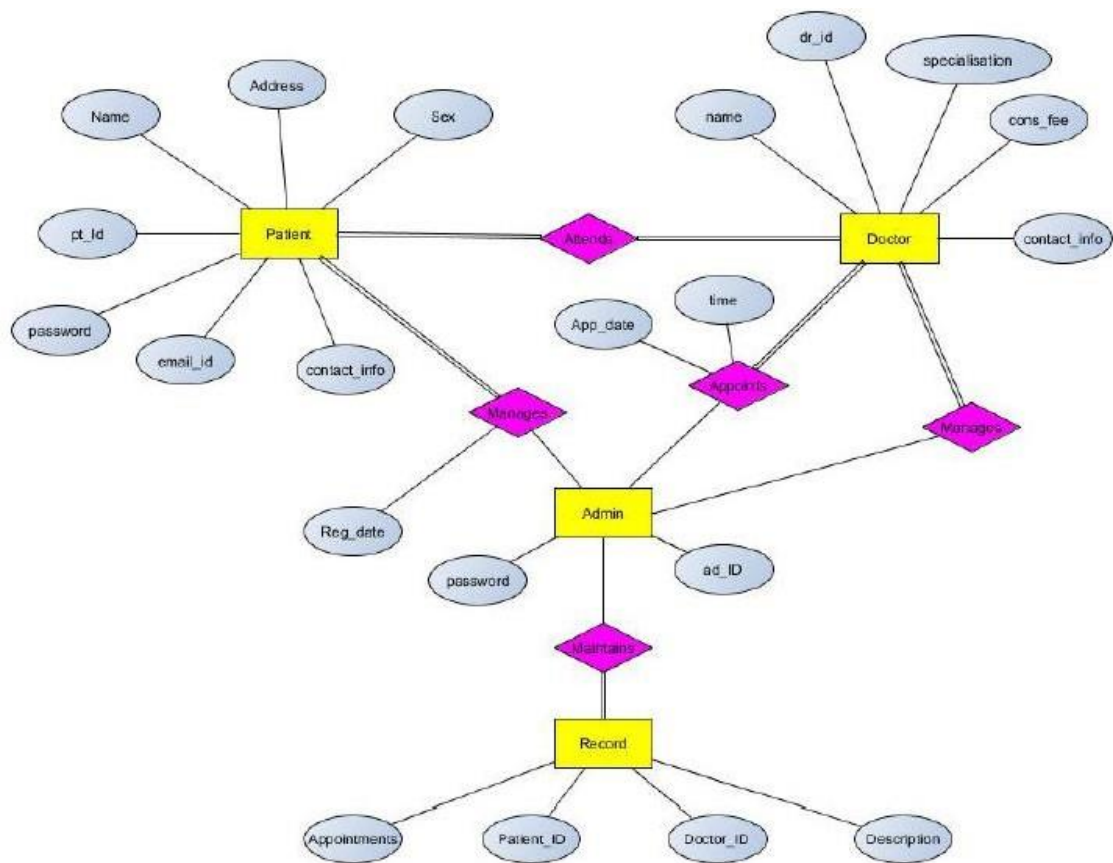 dr_id
specialisation
Address
Name
Sex
name
cons_fee
pt_Id
Patient
Attends
Doctor
contact_info
time
password
App_date
email_id
contact_info
Appoints
Manages
Manages
Admin
Reg_date
password
ad_ID
Maintains
Record
Appointments
Patient_ID
Doctor_ID
Description